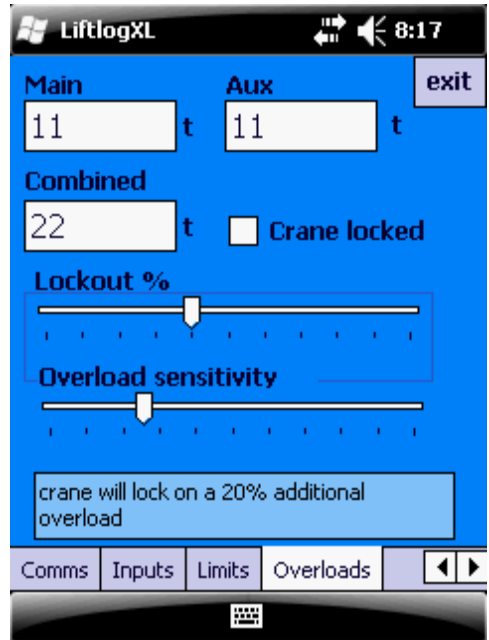 LiftlogXL 8:17
Main Aux exit
11 t 11 t
Combined
22 t Crane locked
Lockout %
Overload sensitivity
crane will lock on a 20% additional
overload
Comms Inputs Limits Overloads